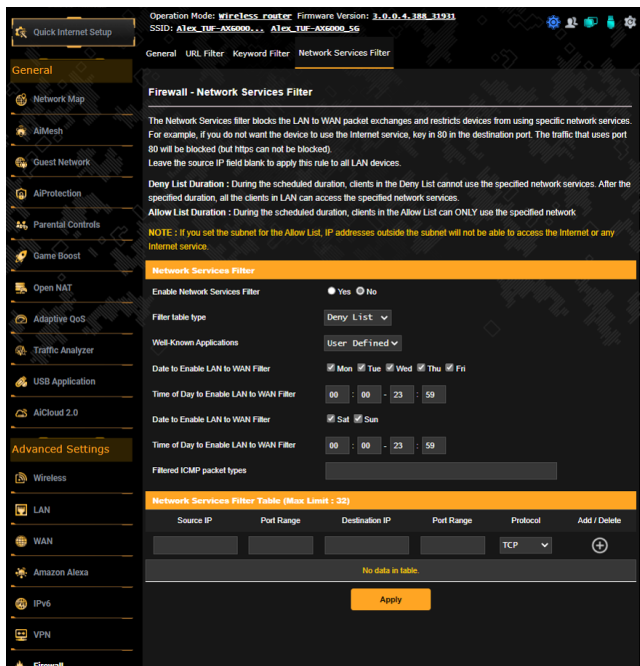 Operation Mode: Wireless router Firmware Version: 3.0.0.4.388_31931
SSID: Alex_TUF-AX6000... Alex_TUF-AX6000_5G
Quick Internet Setup
General URL Filter Keyword Filter Network Services Filter
General
Network Map
AiMesh
Guest Network
AiProtection
Parental Controls
Game Boost
Open NAT
Adaptive QoS
Traffic Analyzer
USB Application
AiCloud 2.0
Advanced Settings
Wireless
LAN
WAN
Amazon Alexa
IPv6
VPN
Firewall
Firewall - Network Services Filter
The Network Services filter blocks the LAN to WAN packet exchanges and restricts devices from using specific network services.
For example, if you do not want the device to use the Internet service, key in 80 in the destination port. The traffic that uses port
80 will be blocked (but https can not be blocked).
Leave the source IP field blank to apply this rule to all LAN devices.
Deny List Duration : During the scheduled duration, clients in the Deny List cannot use the specified network services. After the
specified duration, all the clients in LAN can access the specified network services.
Allow List Duration : During the scheduled duration, clients in the Allow List can ONLY use the specified network
NOTE : If you set the subnet for the Allow List, IP addresses outside the subnet will not be able to access the Internet or any
Internet service.
Network Services Filter
Enable Network Services Filter Yes No
Filter table type Deny List
Well-Known Applications User Defined
Date to Enable LAN to WAN Filter Mon Tue Wed Thu Fri
Time of Day to Enable LAN to WAN Filter 00 : 00 - 23 : 59
Date to Enable LAN to WAN Filter Sat Sun
Time of Day to Enable LAN to WAN Filter 00 : 00 - 23 : 59
Filtered ICMP packet types
Network Services Filter Table (Max Limit : 32)
Source IP Port Range Destination IP Port Range Protocol Add / Delete
TCP
No data in table.
Apply